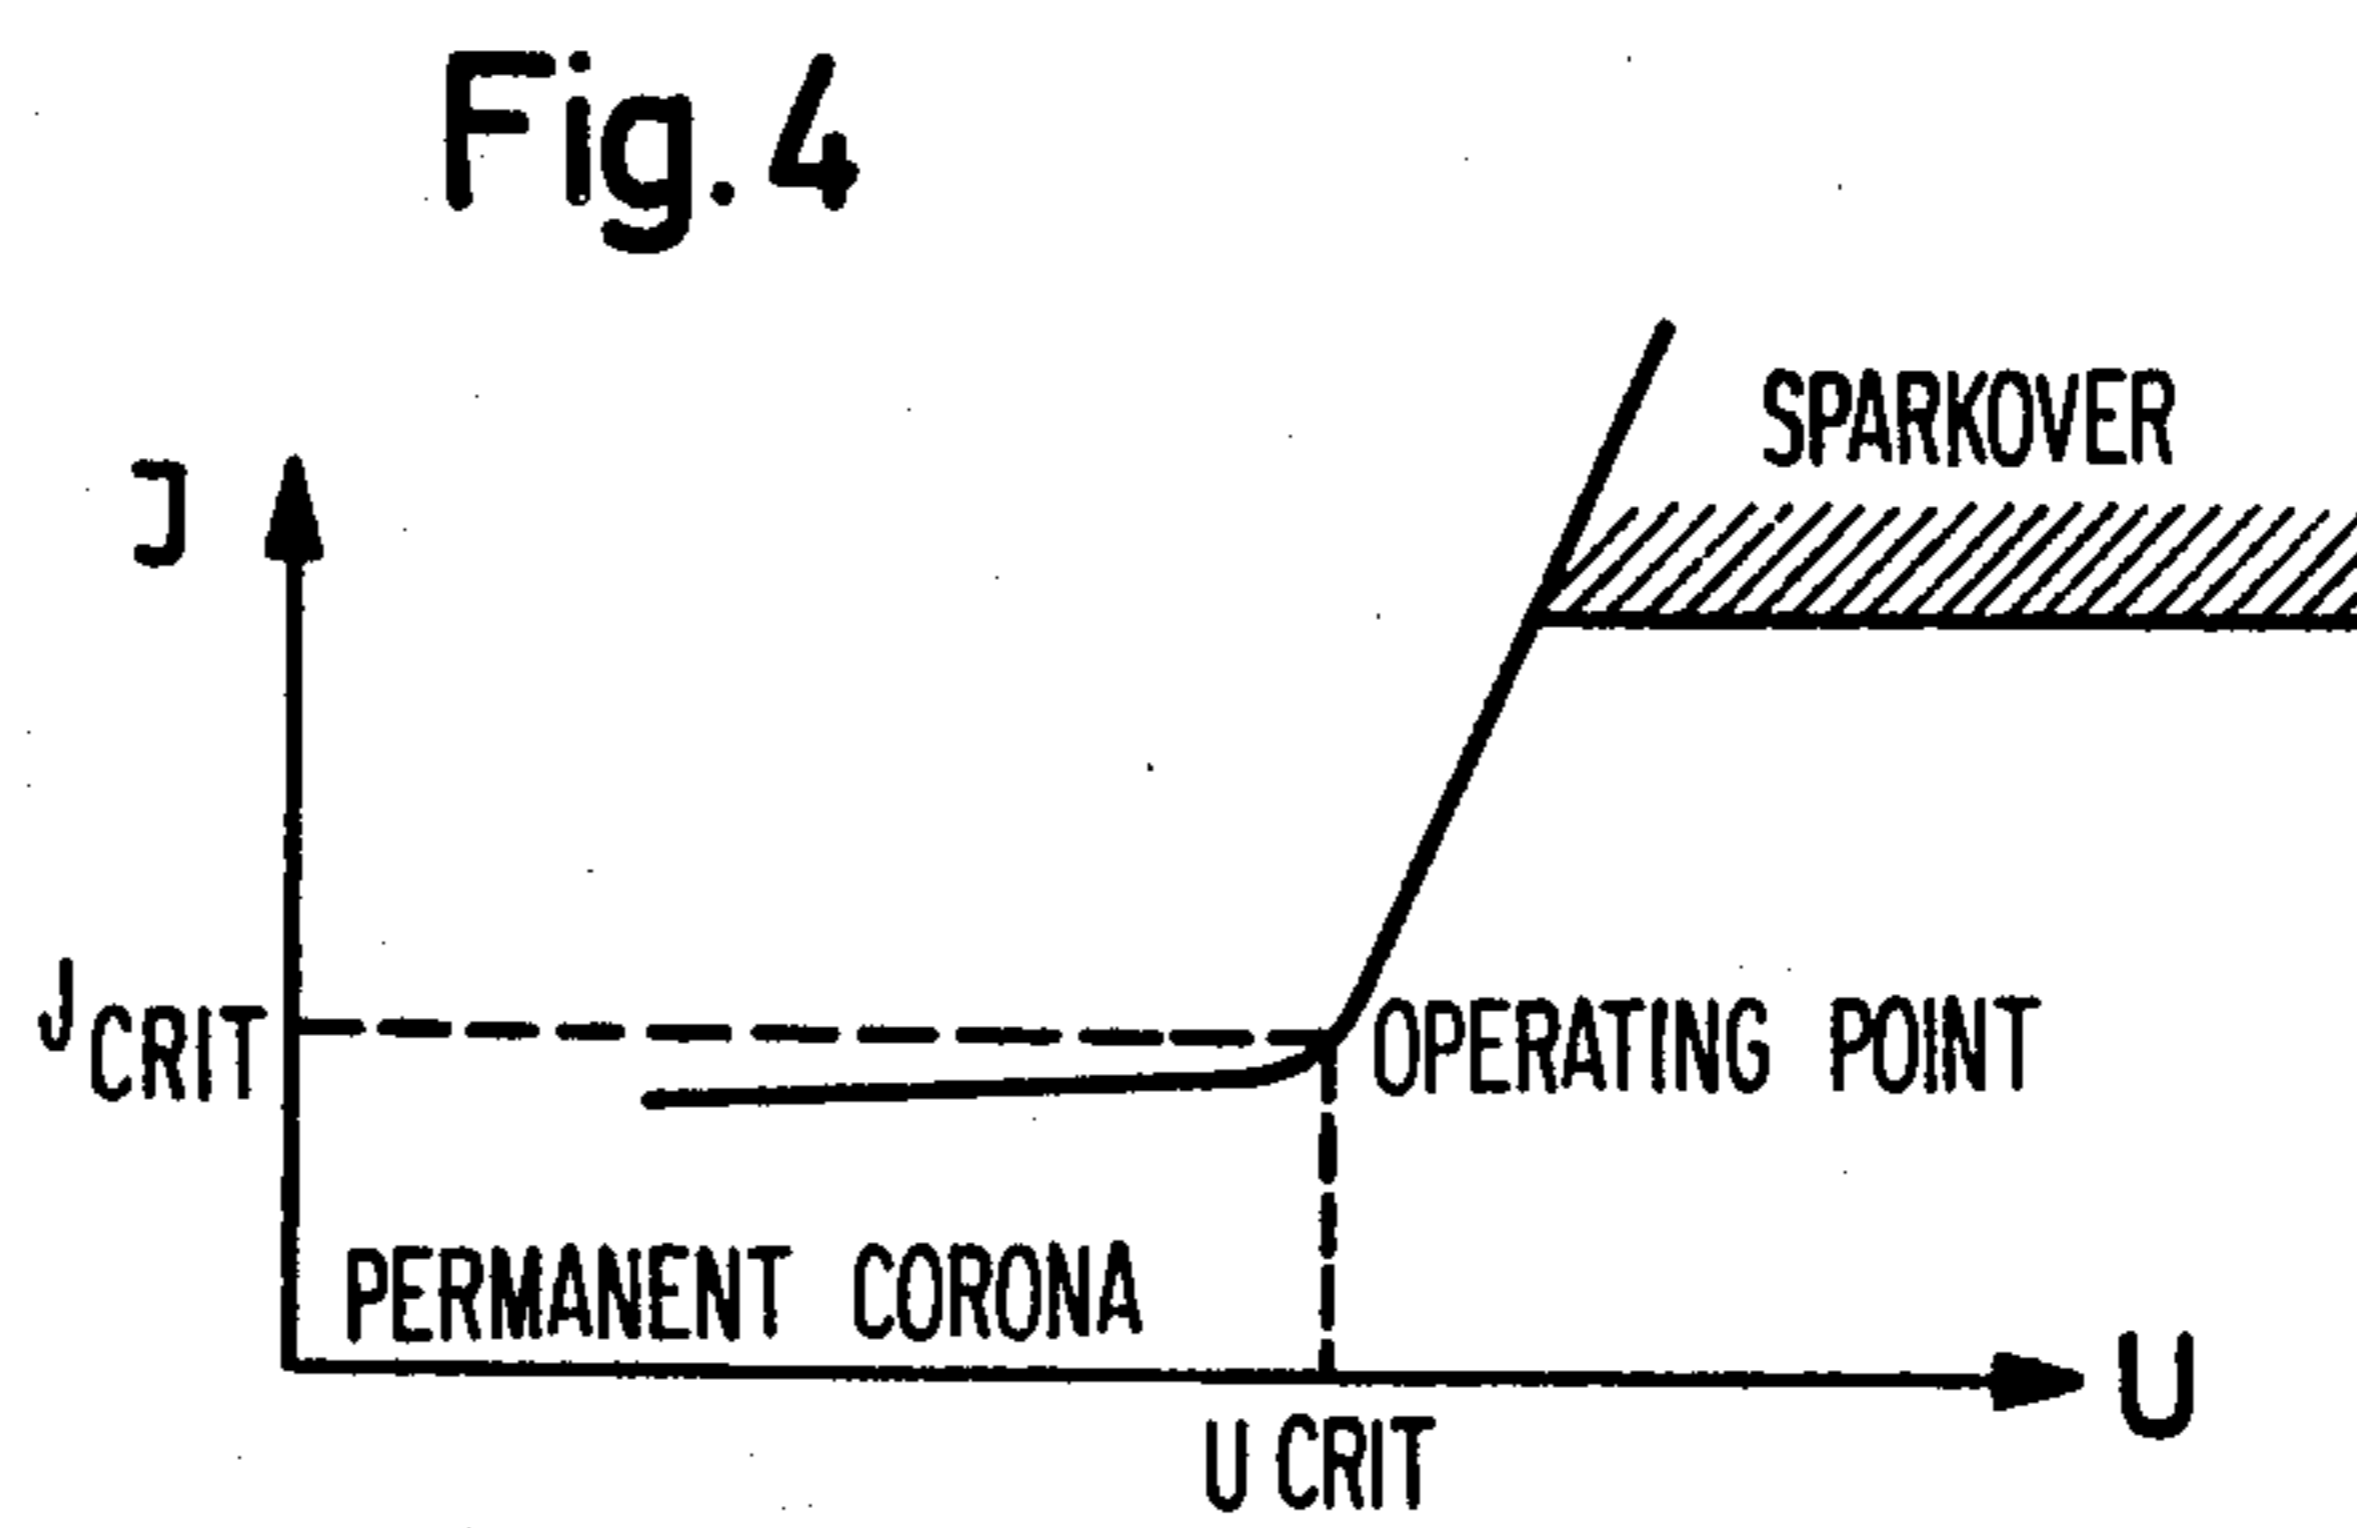 Fig.4
SPARKOVER
J
JCRIT
OPERATING POINT
PERMANENT CORONA
U
U CRIT